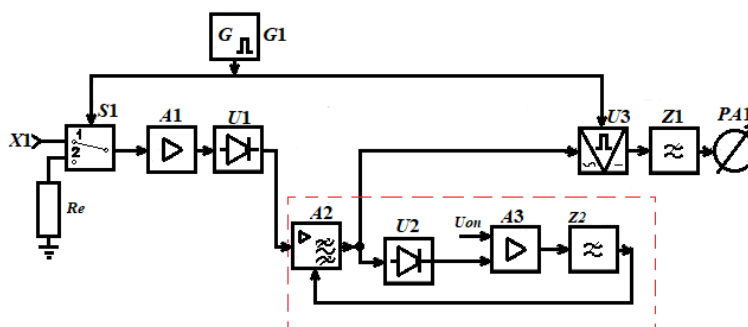 G G1
S1 A1 U1 U3 Z1 PA1
X1 1
2
Re
A2 U2 Uon A3 Z2